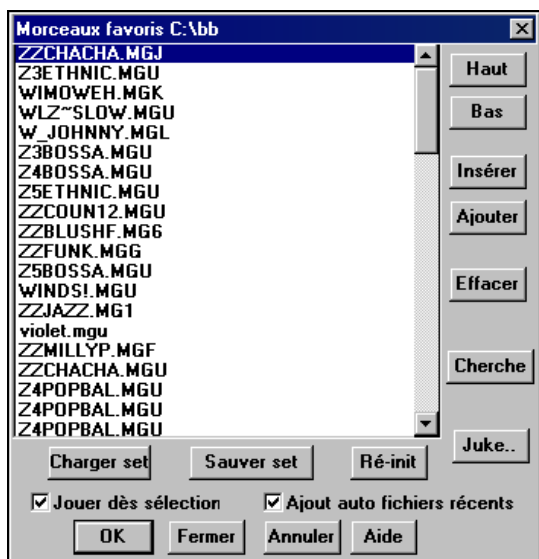 Morceaux favoris C:\bb
ZZCHACHA.MGJ
Z3ETHNIC.MGU
WIMOWEH.MGK
WLZ~SLOW.MGU
W_JOHNNY.MGL
Z3BOSSA.MGU
Z4BOSSA.MGU
Z5ETHNIC.MGU
ZZCOUN12.MGU
ZZBLUSHF.MG6
ZZFUNK.MGG
Z5BOSSA.MGU
WINDS!.MGU
ZZJAZZ.MG1
violet.mgu
ZZMILLYP.MGF
ZZCHACHA.MGU
Z4POPBAL.MGU
Z4POPBAL.MGU
Z4POPBAL.MGU
Haut
Bas
Insérer
Ajouter
Effacer
Cherche
Juke..
Charger set Sauver set Ré-init
Jouer dès sélection Ajout auto fichiers récents
OK Fermer Annuler Aide